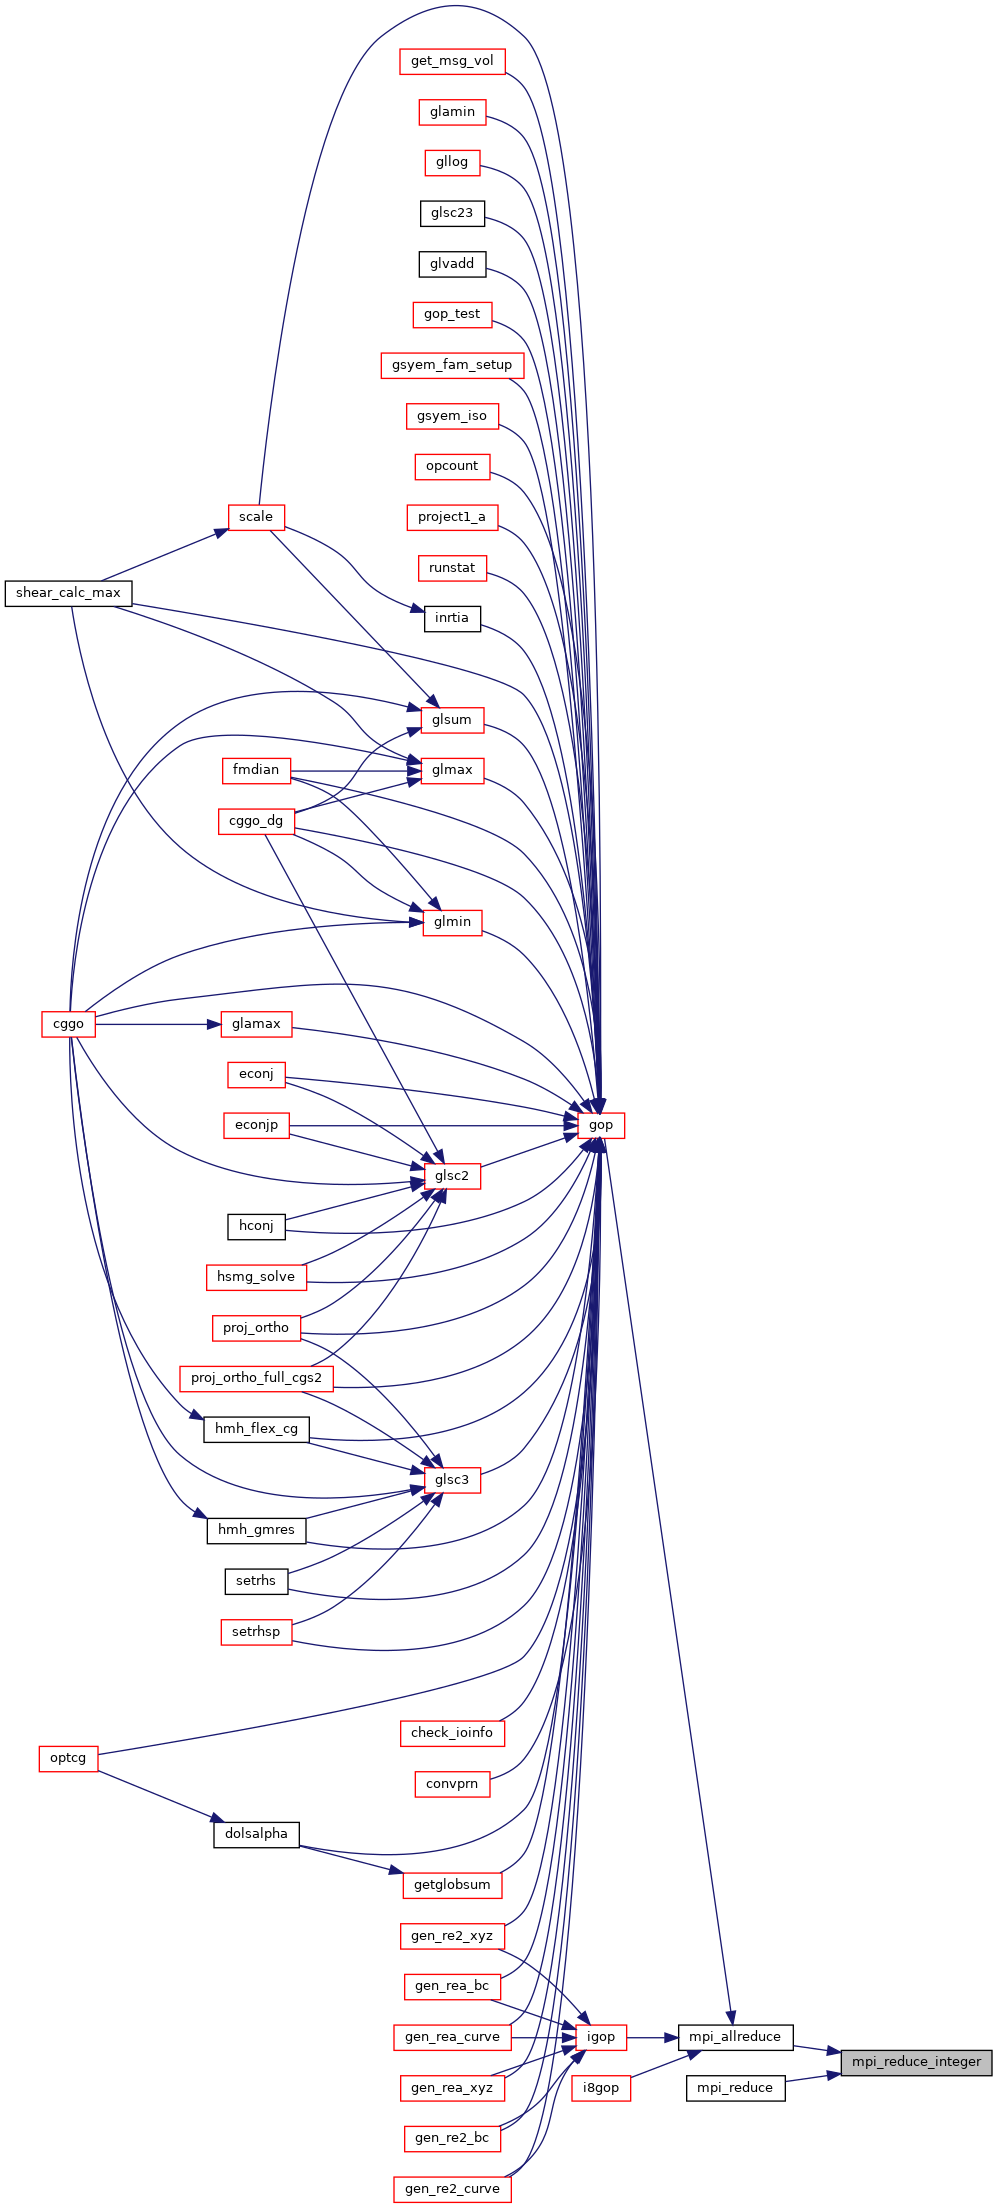 get_msg_vol
glamin
gllog
glsc23
glvadd
gop_test
gsyem_fam_setup
gsyem_iso
opcount
project1_a
scale
runstat
shear_calc_max
inrtia
glsum
fmdian
glmax
cggo_dg
glmin
cggo
glamax
econj
econjp
gop
glsc2
hconj
hsmg_solve
proj_ortho
proj_ortho_full_cgs2
hmh_flex_cg
glsc3
hmh_gmres
setrhs
setrhsp
check_ioinfo
optcg
convprn
dolsalpha
getglobsum
gen_re2_xyz
gen_rea_bc
gen_rea_curve
igop
mpi_allreduce
mpi_reduce_integer
gen_rea_xyz
i8gop
mpi_reduce
gen_re2_bc
gen_re2_curve